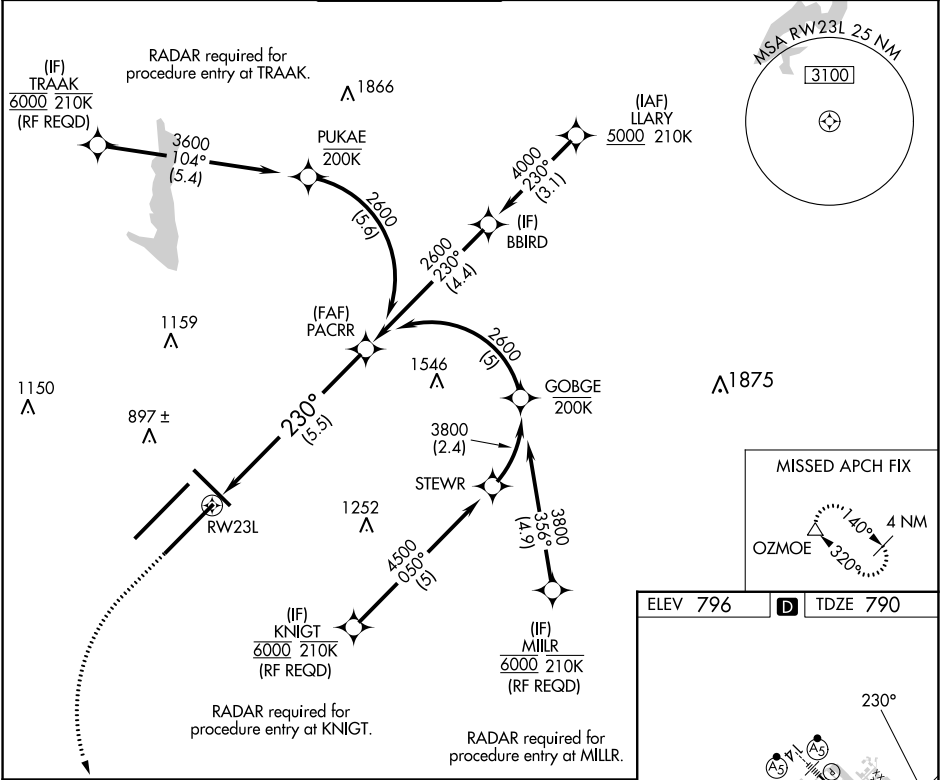 RADAR required for
procedure entry at TRAAK.
(IF)
TRAAK
6000 210K
(RF REQD)
1866
3600
104°
(5.4)
PUKAE
200K
2600
(5.6)
(IAF)
LLARY
5000 210K
4000
230°
(3.1)
(IF)
BBIRD
2600
230°
(4.4)
MSA RW23L 25 NM
3100
(FAF)
PACRR
1159
1150
897 ±
230°
(5.5)
1546
2600
(5)
GOBGE
200K
1875
3800
(2.4)
STEWR
RW23L
1252
4500
050°
(5)
3800
356°
(4.9)
(IF)
KNIGT
6000 210K
(RF REQD)
(IF)
MIILR
6000 210K
(RF REQD)
RADAR required for
procedure entry at KNIGT.
RADAR required for
procedure entry at MILLR.
MISSED APCH FIX
OZMOE
140°
320°
4 NM
ELEV 796 D TDZE 790
230°
A5
A5
P